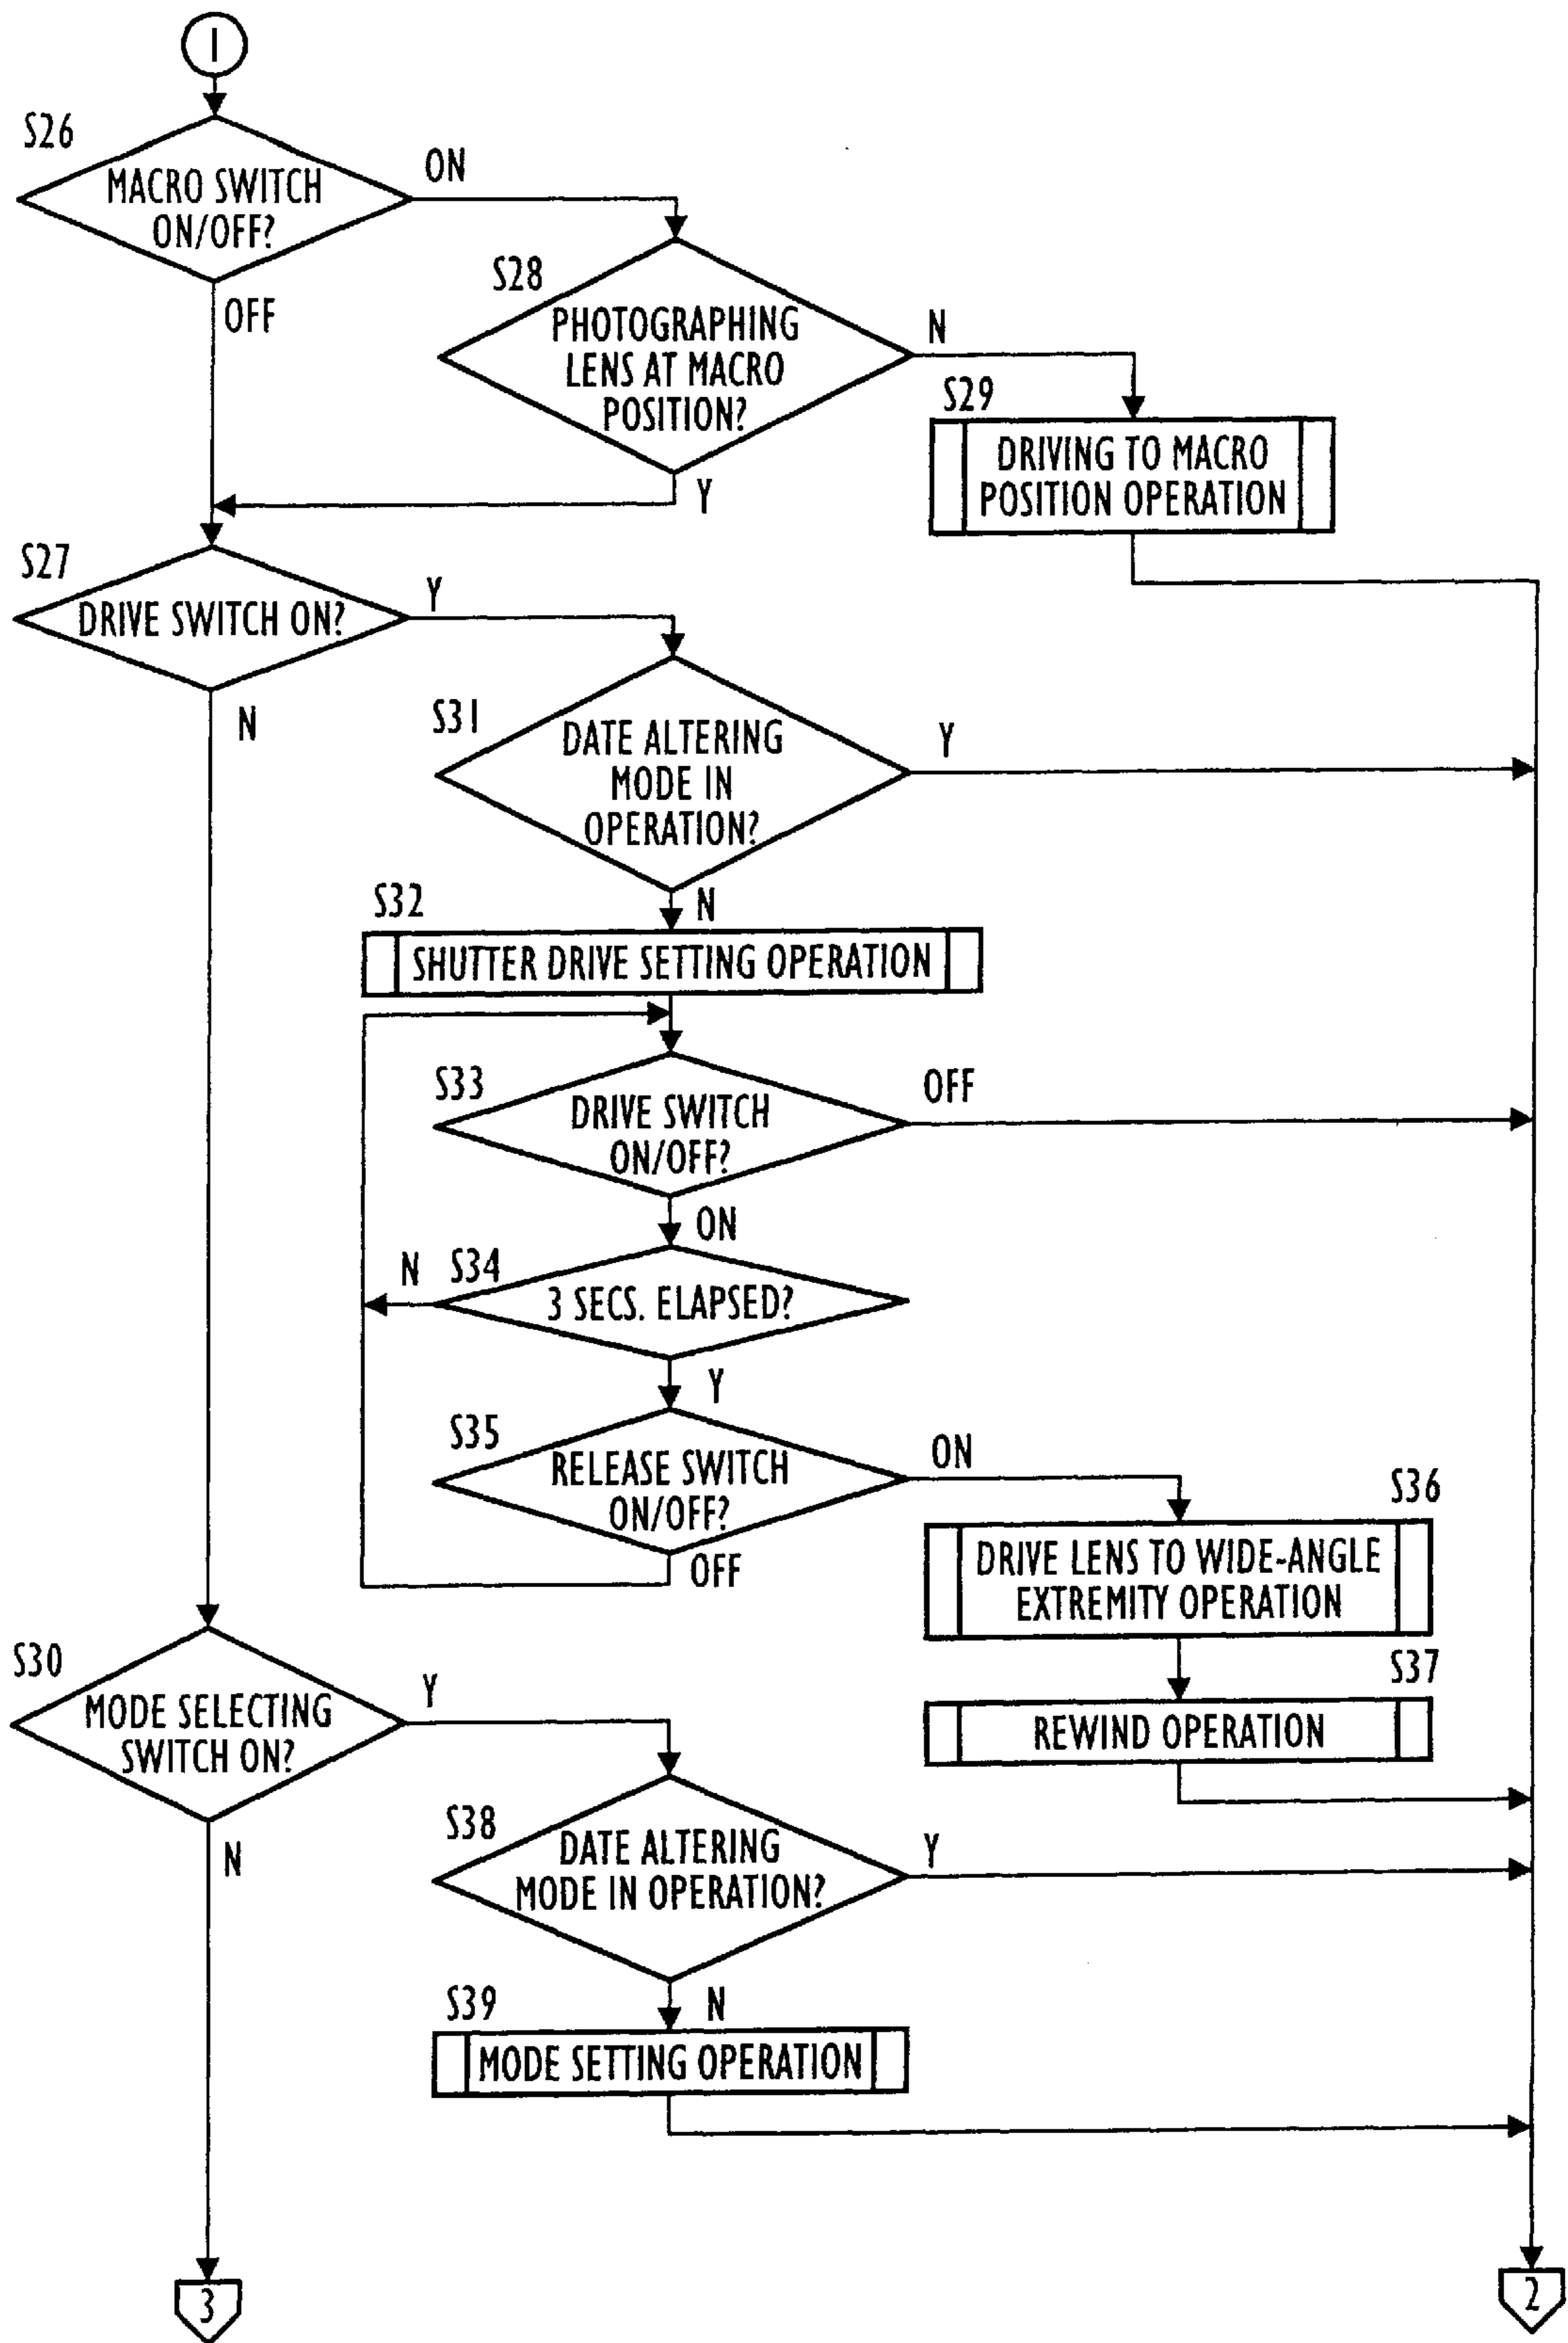 1
S26
MACRO SWITCH
ON/OFF?
ON
OFF
S28
PHOTOGRAPHING
LENS AT MACRO
POSITION?
N
Y
S29
DRIVING TO MACRO
POSITION OPERATION
S27
DRIVE SWITCH ON?
Y
N
S31
DATE ALTERING
MODE IN
OPERATION?
Y
N
S32
SHUTTER DRIVE SETTING OPERATION
S33
DRIVE SWITCH
ON/OFF?
OFF
ON
S34
3 SECS. ELAPSED?
N
Y
S35
RELEASE SWITCH
ON/OFF?
ON
OFF
S36
DRIVE LENS TO WIDE-ANGLE
EXTREMITY OPERATION
S37
REWIND OPERATION
S30
MODE SELECTING
SWITCH ON?
Y
N
S38
DATE ALTERING
MODE IN OPERATION?
Y
N
S39
MODE SETTING OPERATION
3
2